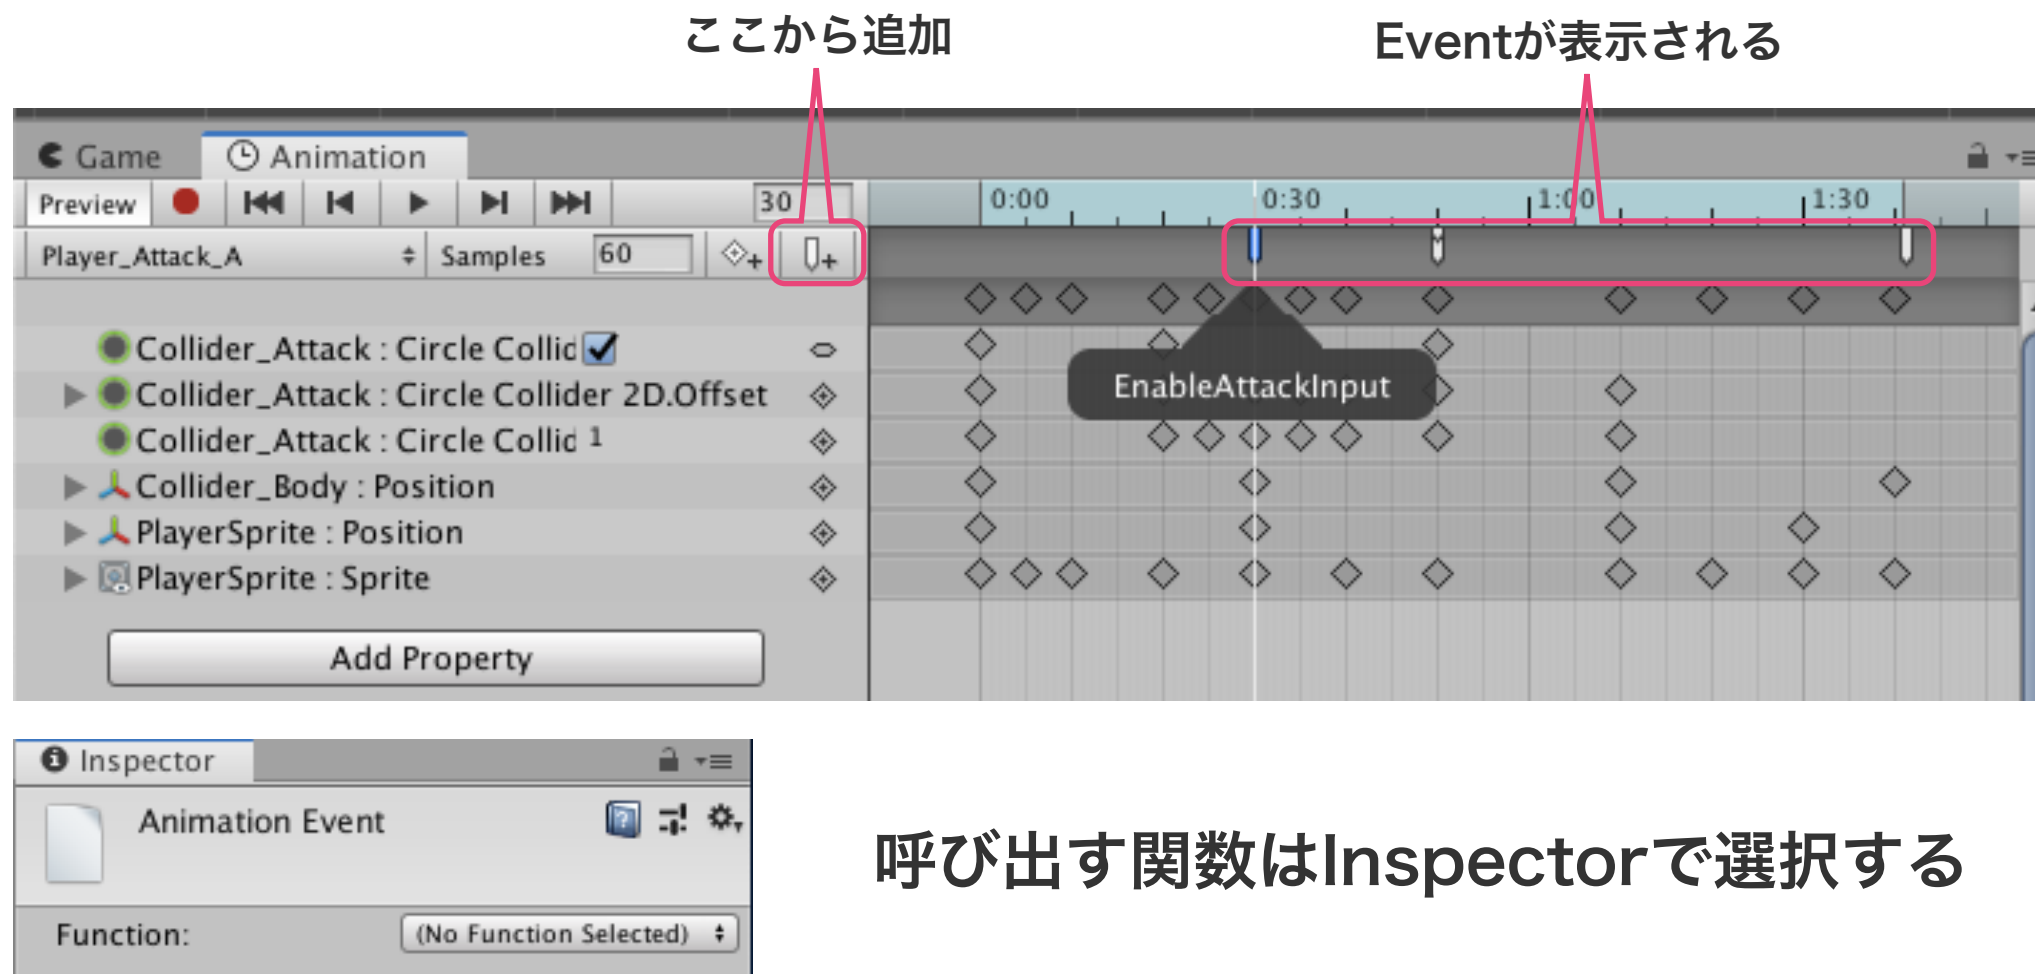 ここから追加
Eventが表示される
Game
Animation
Preview
30
0:00
0:30
1:00
1:30
Player_Attack_A
Samples
60
Collider_Attack : Circle Collid
Collider_Attack : Circle Collider 2D.Offset
EnableAttackInput
Collider_Attack : Circle Collid 1
Collider_Body : Position
PlayerSprite : Position
PlayerSprite : Sprite
Add Property
Inspector
Animation Event
呼び出す関数はInspectorで選択する
Function:
(No Function Selected)